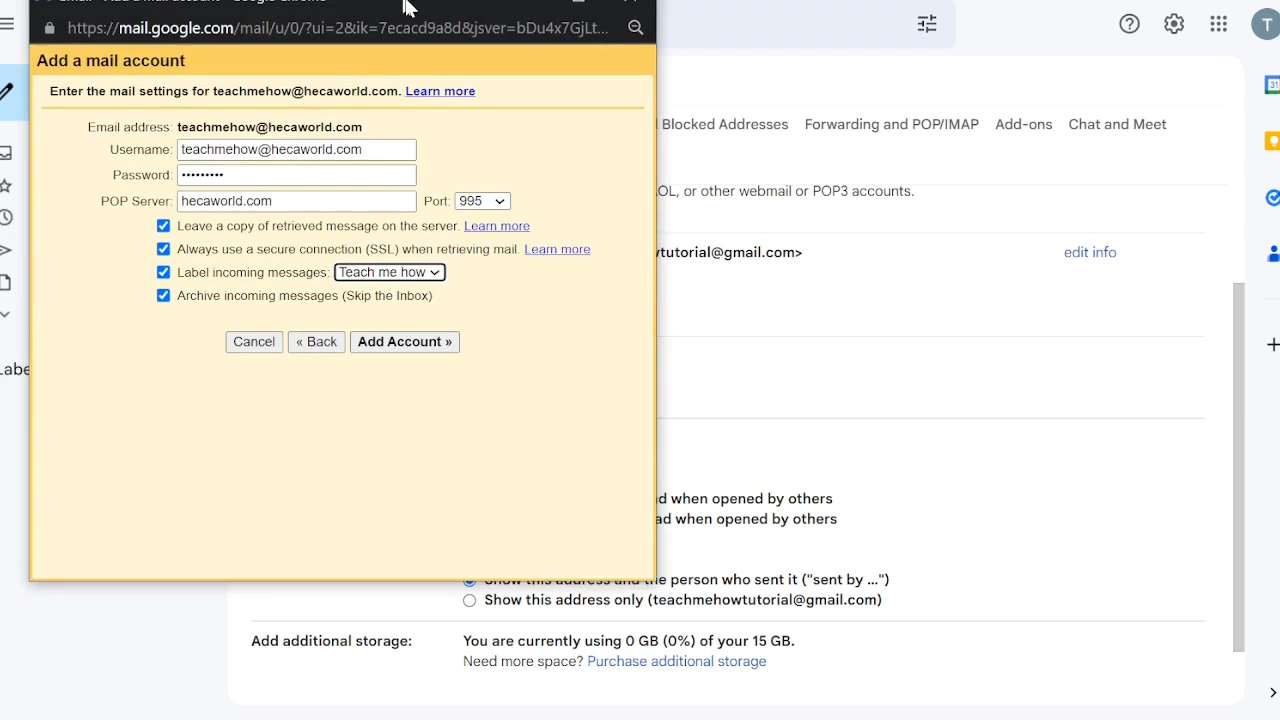 https://mail.google.com/mail/u/0/?ui=2&ik=7ecacd9a8d&jsver=bDu4x7GjLt...
T
Add a mail account
Enter the mail settings for teachmehow@hecaworld.com. Learn more
Email address: teachmehow@hecaworld.com
Username: teachmehow@hecaworld.com
Password: •••••••••
POP Server: hecaworld.com Port: 995
Leave a copy of retrieved message on the server. Learn more
Always use a secure connection (SSL) when retrieving mail. Learn more
Label incoming messages: Teach me how
Archive incoming messages (Skip the Inbox)
Cancel « Back Add Account »
Blocked Addresses Forwarding and POP/IMAP Add-ons Chat and Meet
OL, or other webmail or POP3 accounts.
wtutorial@gmail.com> edit info
when opened by others
ad when opened by others
Show this address and the person who sent it ("sent by ...")
Show this address only (teachmehowtutorial@gmail.com)
Add additional storage: You are currently using 0 GB (0%) of your 15 GB.
Need more space? Purchase additional storage